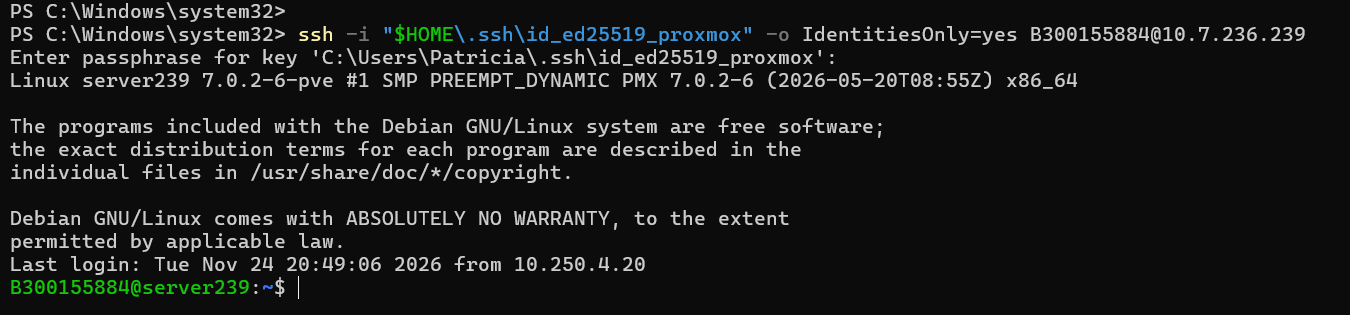 PS C:\Windows\system32>
PS C:\Windows\system32> ssh -i "$HOME\.ssh\id_ed25519_proxmox" -o IdentitiesOnly=yes B300155884@10.7.236.239
Enter passphrase for key 'C:\Users\Patricia\.ssh\id_ed25519_proxmox':
Linux server239 7.0.2-6-pve #1 SMP PREEMPT_DYNAMIC PMX 7.0.2-6 (2026-05-20T08:55Z) x86_64
The programs included with the Debian GNU/Linux system are free software;
the exact distribution terms for each program are described in the
individual files in /usr/share/doc/*/copyright.
Debian GNU/Linux comes with ABSOLUTELY NO WARRANTY, to the extent
permitted by applicable law.
Last login: Tue Nov 24 20:49:06 2026 from 10.250.4.20
B300155884@server239:~$